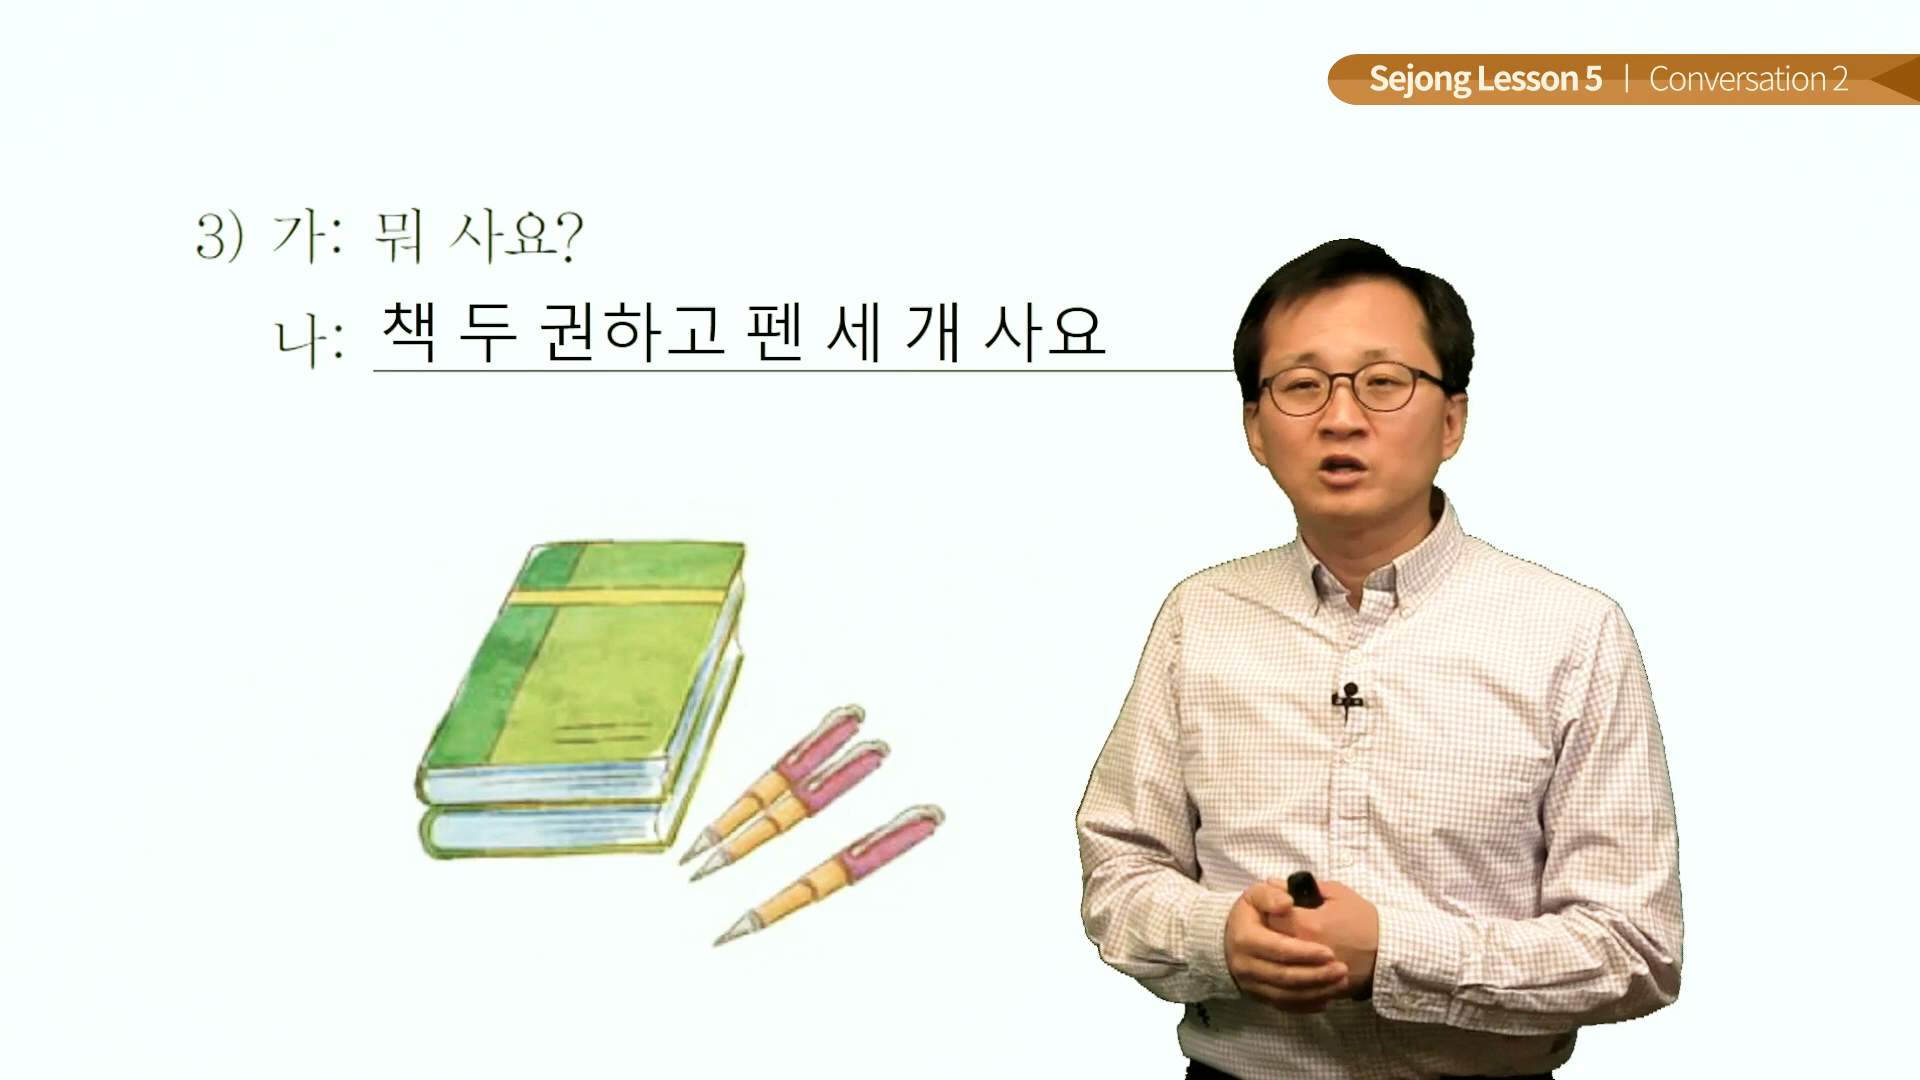 Sejong Lesson 5 | Conversation 2
3) 가: 뭐 사요?
나: 책 두 권하고 펜 세 개 사요